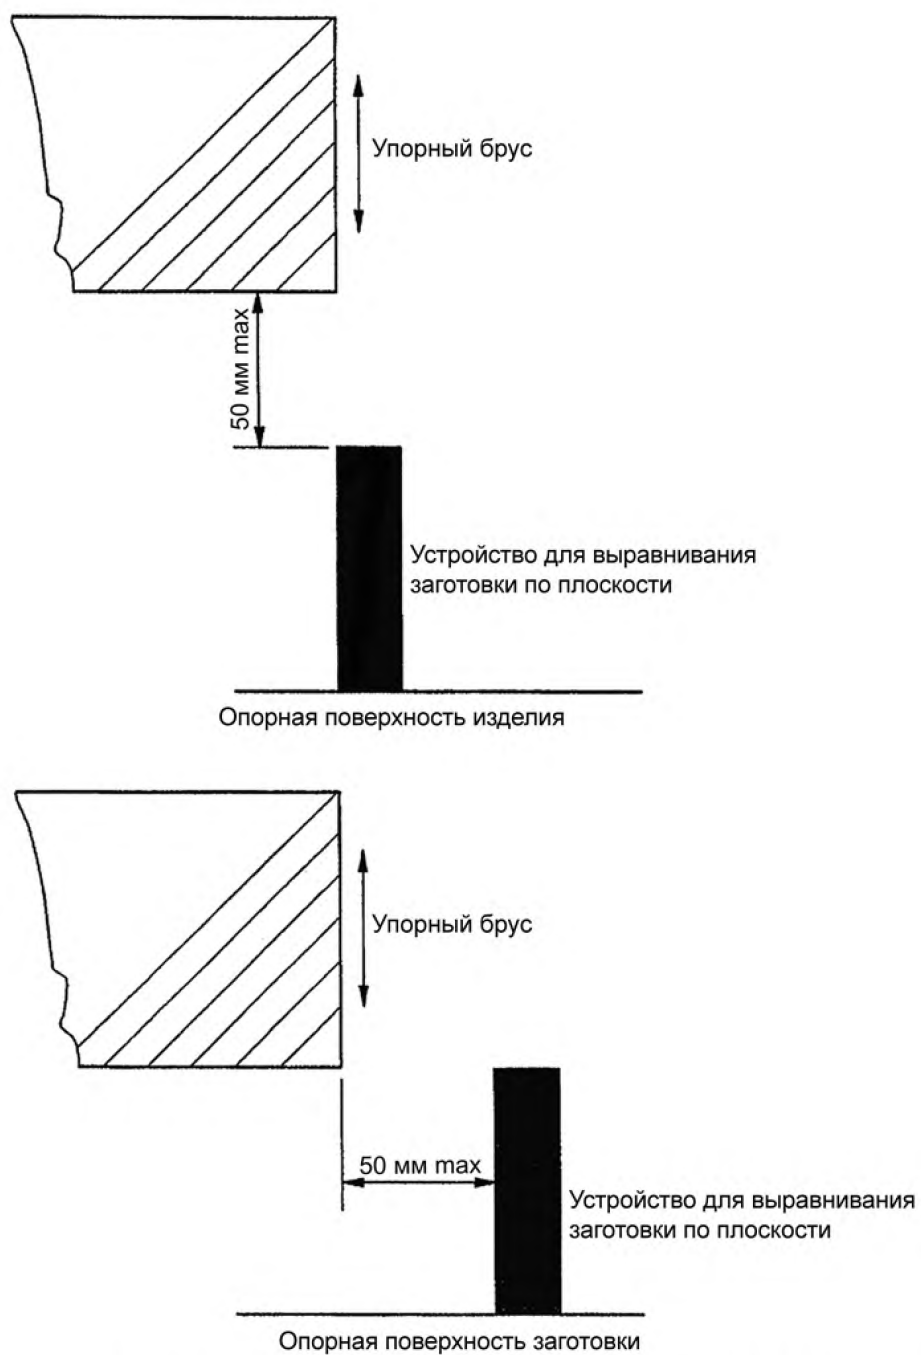 Упорный брус
50 мм max
Устройство для выравнивания
заготовки по плоскости
Опорная поверхность изделия
Упорный брус
50 мм max
Устройство для выравнивания
заготовки по плоскости
Опорная поверхность заготовки